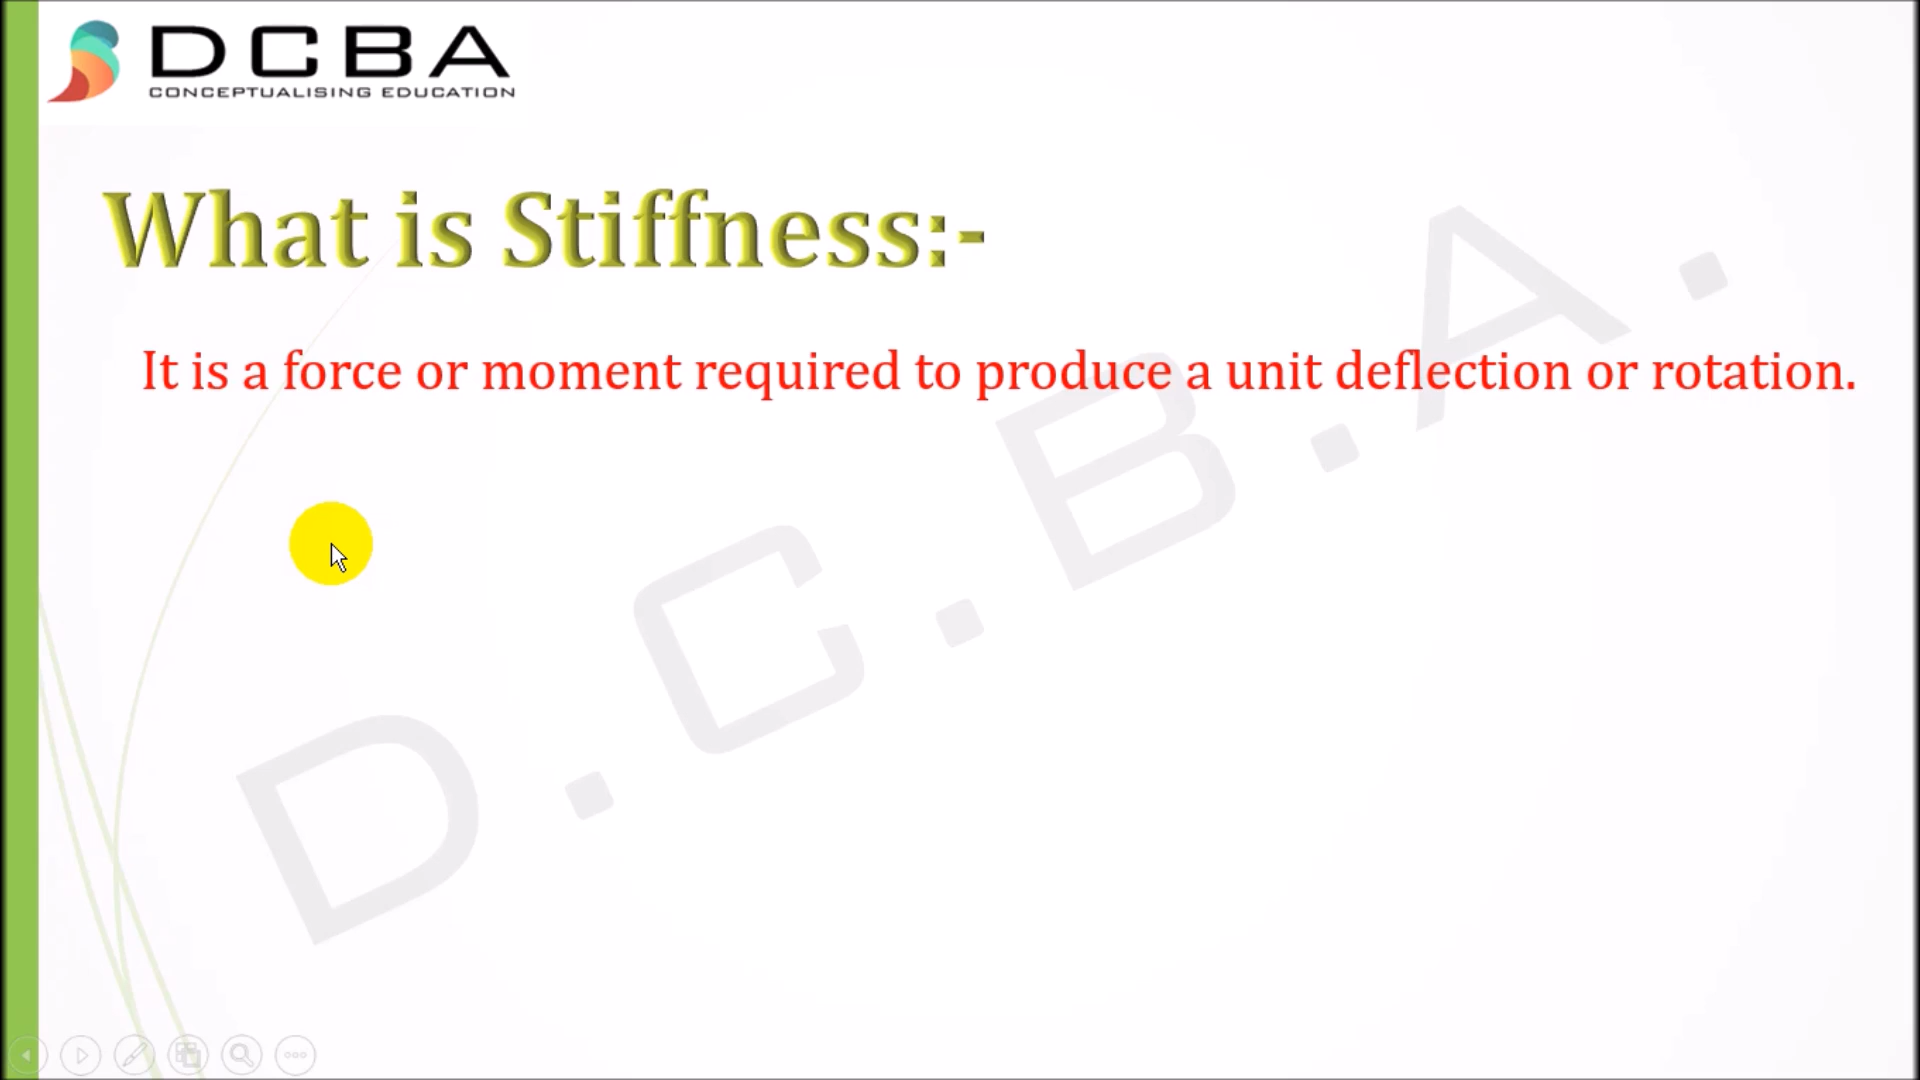 DCBA
CONCEPTUALISING EDUCATION
What is Stiffness:-
It is a force or moment required to produce a unit deflection or rotation.
D.C.B.A.